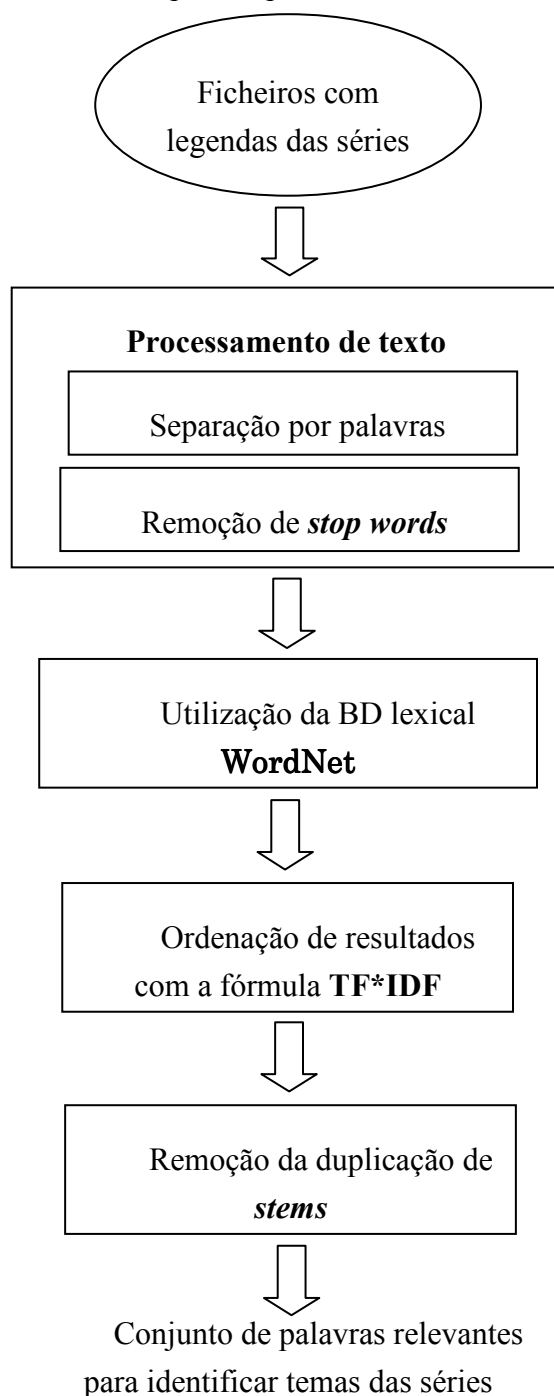 Ficheiros com
legendas das séries
Processamento de texto
Separação por palavras
Remoção de stop words
Utilização da BD lexical
WordNet
Ordenação de resultados
com a fórmula TF*IDF
Remoção da duplicação de
stems
Conjunto de palavras relevantes
para identificar temas das séries